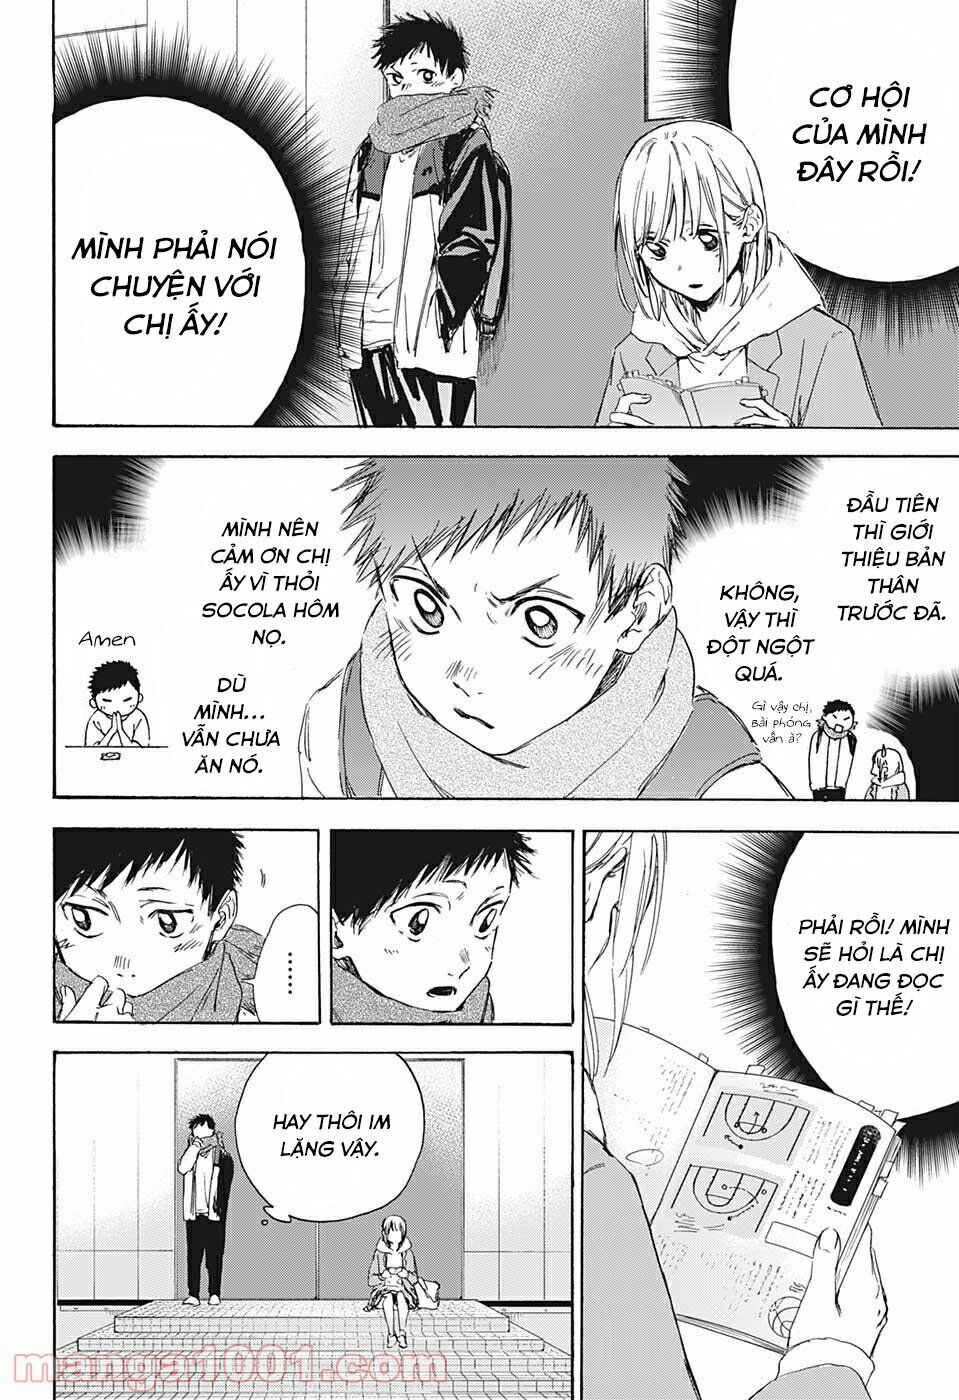 CƠ HỘI
CỦA MÌNH
ĐÂY RỒI!
MÌNH PHẢI NÓI
CHUYỆN VỚI
CHỊ ẤY!
ĐẦU TIÊN
THÌ GIỚI
THIỆU BẢN
THÂN
TRƯỚC ĐÃ.
KHÔNG,
VẬY THÌ
ĐỘT NGỘT
QUÁ.
Gì vậy chị,
Bài phỏng
vấn à?
MÌNH NÊN
CẢM ƠN CHỊ
ẤY VÌ THỎI
SOCOLA HÔM
NỌ.
DÙ
MÌNH...
VẪN CHƯA
ĂN NÓ.
Amen
PHẢI RỒI! MÌNH
SẼ HỎI LÀ CHỊ
ẤY ĐANG ĐỌC
GÌ THẾ!
......
HAY THÔI IM
LẶNG VẬY.
manga1001.com